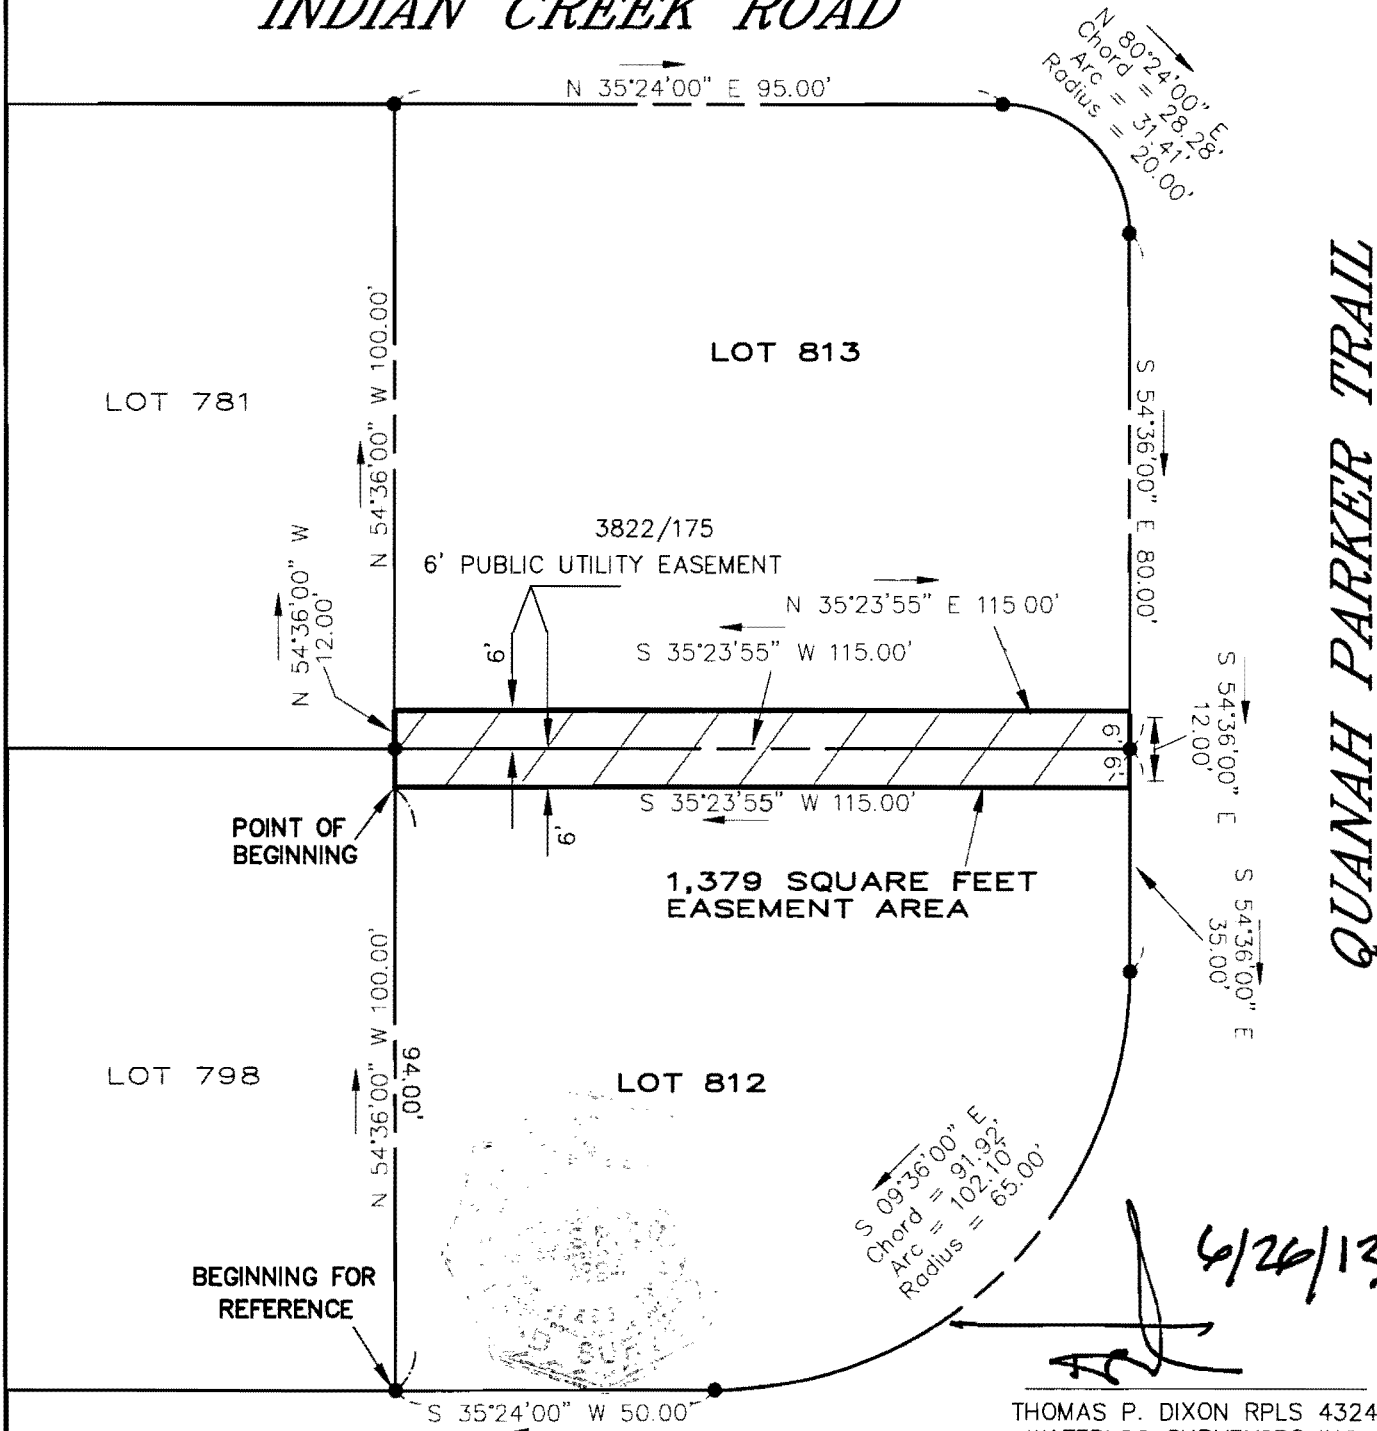 INDIAN CREEK ROAD
N 35°24'00" E 95.00'
N 80°24'00" E
Chord = 28.28'
Arc = 31.41'
Radius = 20.00'
QUANAH PARKER TRAIL
LOT 813
LOT 781
N 54°36'00" W 100.00'
S 54°36'00" E 80.00'
3822/175
6' PUBLIC UTILITY EASEMENT
N 54°36'00" W
12.00'
N 35°23'55" E 115 00'
6'
S 35°23'55" W 115.00'
S 54°36'00" E
12.00'
6'
6'
S 35°23'55" W 115.00'
6'
POINT OF
BEGINNING
1,379 SQUARE FEET
EASEMENT AREA
S 54°36'00" E
35.00'
N 54°36'00" W 100.00'
94.00'
LOT 798
LOT 812
S 09°36'00" E
Chord = 91.92'
Arc = 102.10'
Radius = 65.00'
6/26/13
BEGINNING FOR
REFERENCE
S 35°24'00" W 50.00'
THOMAS P. DIXON RPLS 4324